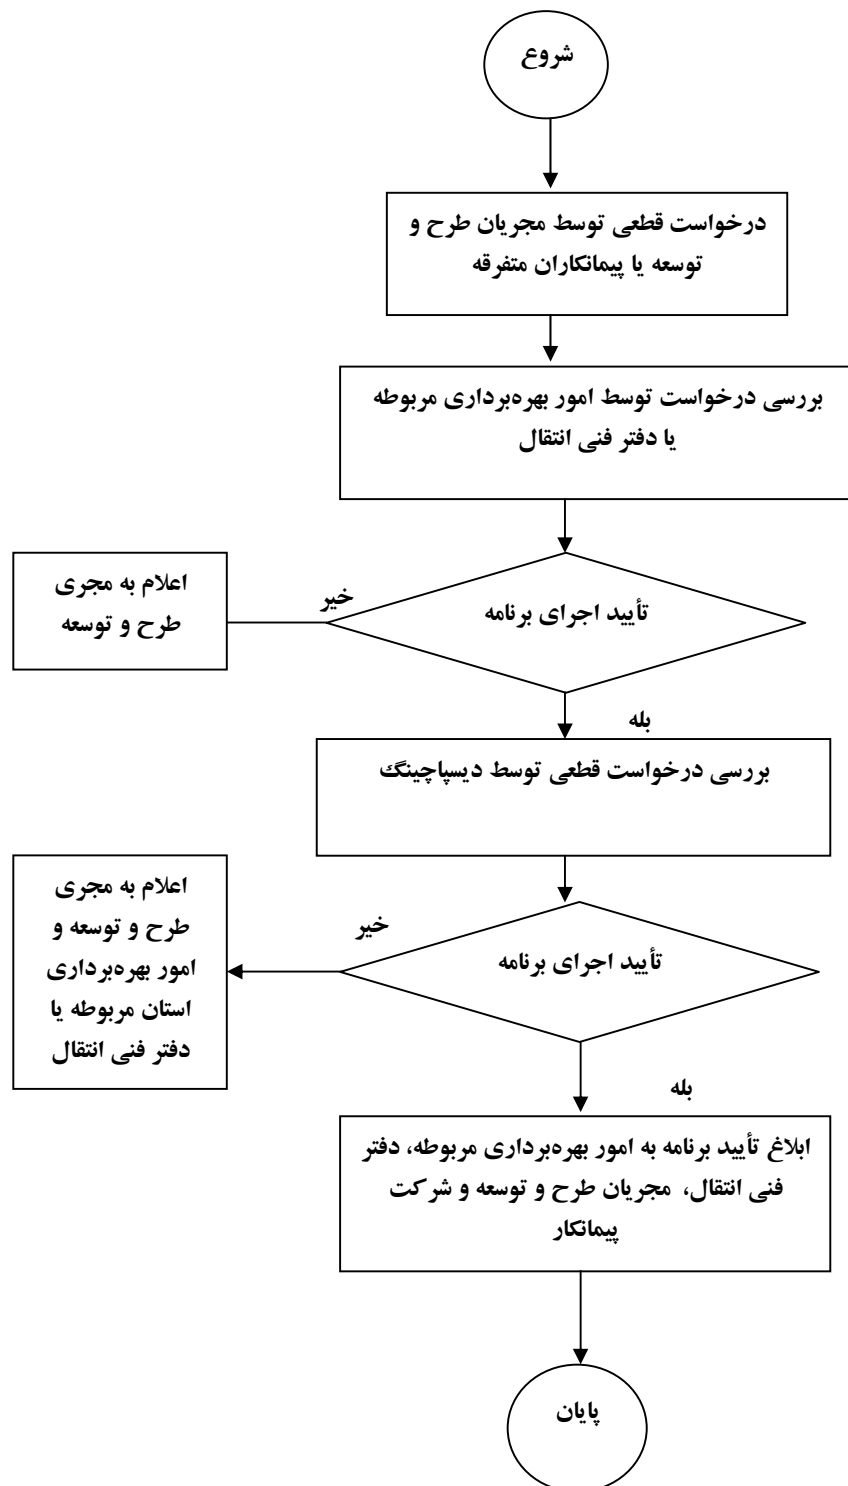 شروع
درخواست قطعی توسط مجریان طرح و
توسعه یا پیمانکاران متفرقه
بررسی درخواست توسط امور بهره‌برداری مربوطه
یا دفتر فنی انتقال
تأیید اجرای برنامه
خیر
اعلام به مجری
طرح و توسعه
بله
بررسی درخواست قطعی توسط دیسپاچینگ
تأیید اجرای برنامه
خیر
اعلام به مجری
طرح و توسعه و
امور بهره‌برداری
استان مربوطه یا
دفتر فنی انتقال
بله
ابلاغ تأیید برنامه به امور بهره‌برداری مربوطه، دفتر
فنی انتقال، مجریان طرح و توسعه و شرکت
پیمانکار
پایان